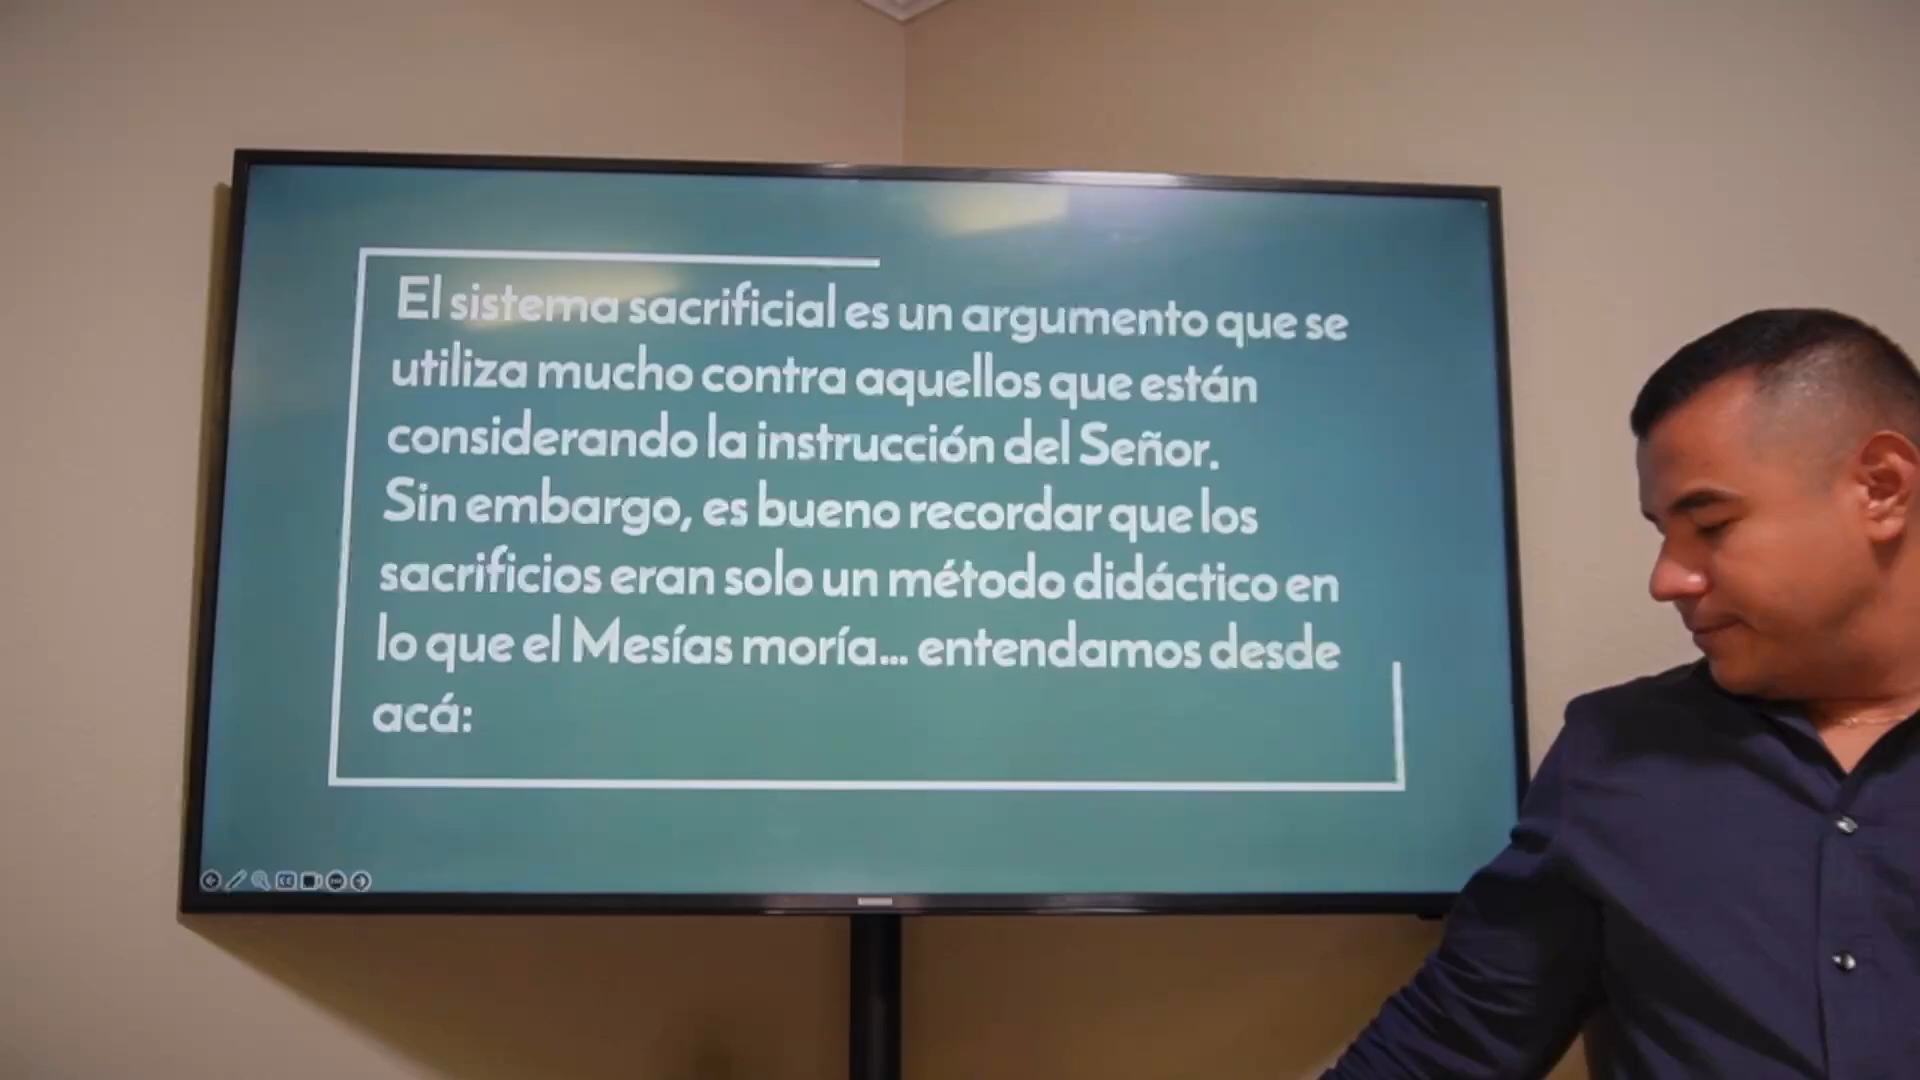 El sistema sacrificial es un argumento que se
utiliza mucho contra aquellos que están
considerando la instrucción del Señor.
Sin embargo, es bueno recordar que los
sacrificios eran solo un método didáctico en
lo que el Mesías moría... entendamos desde
acá: